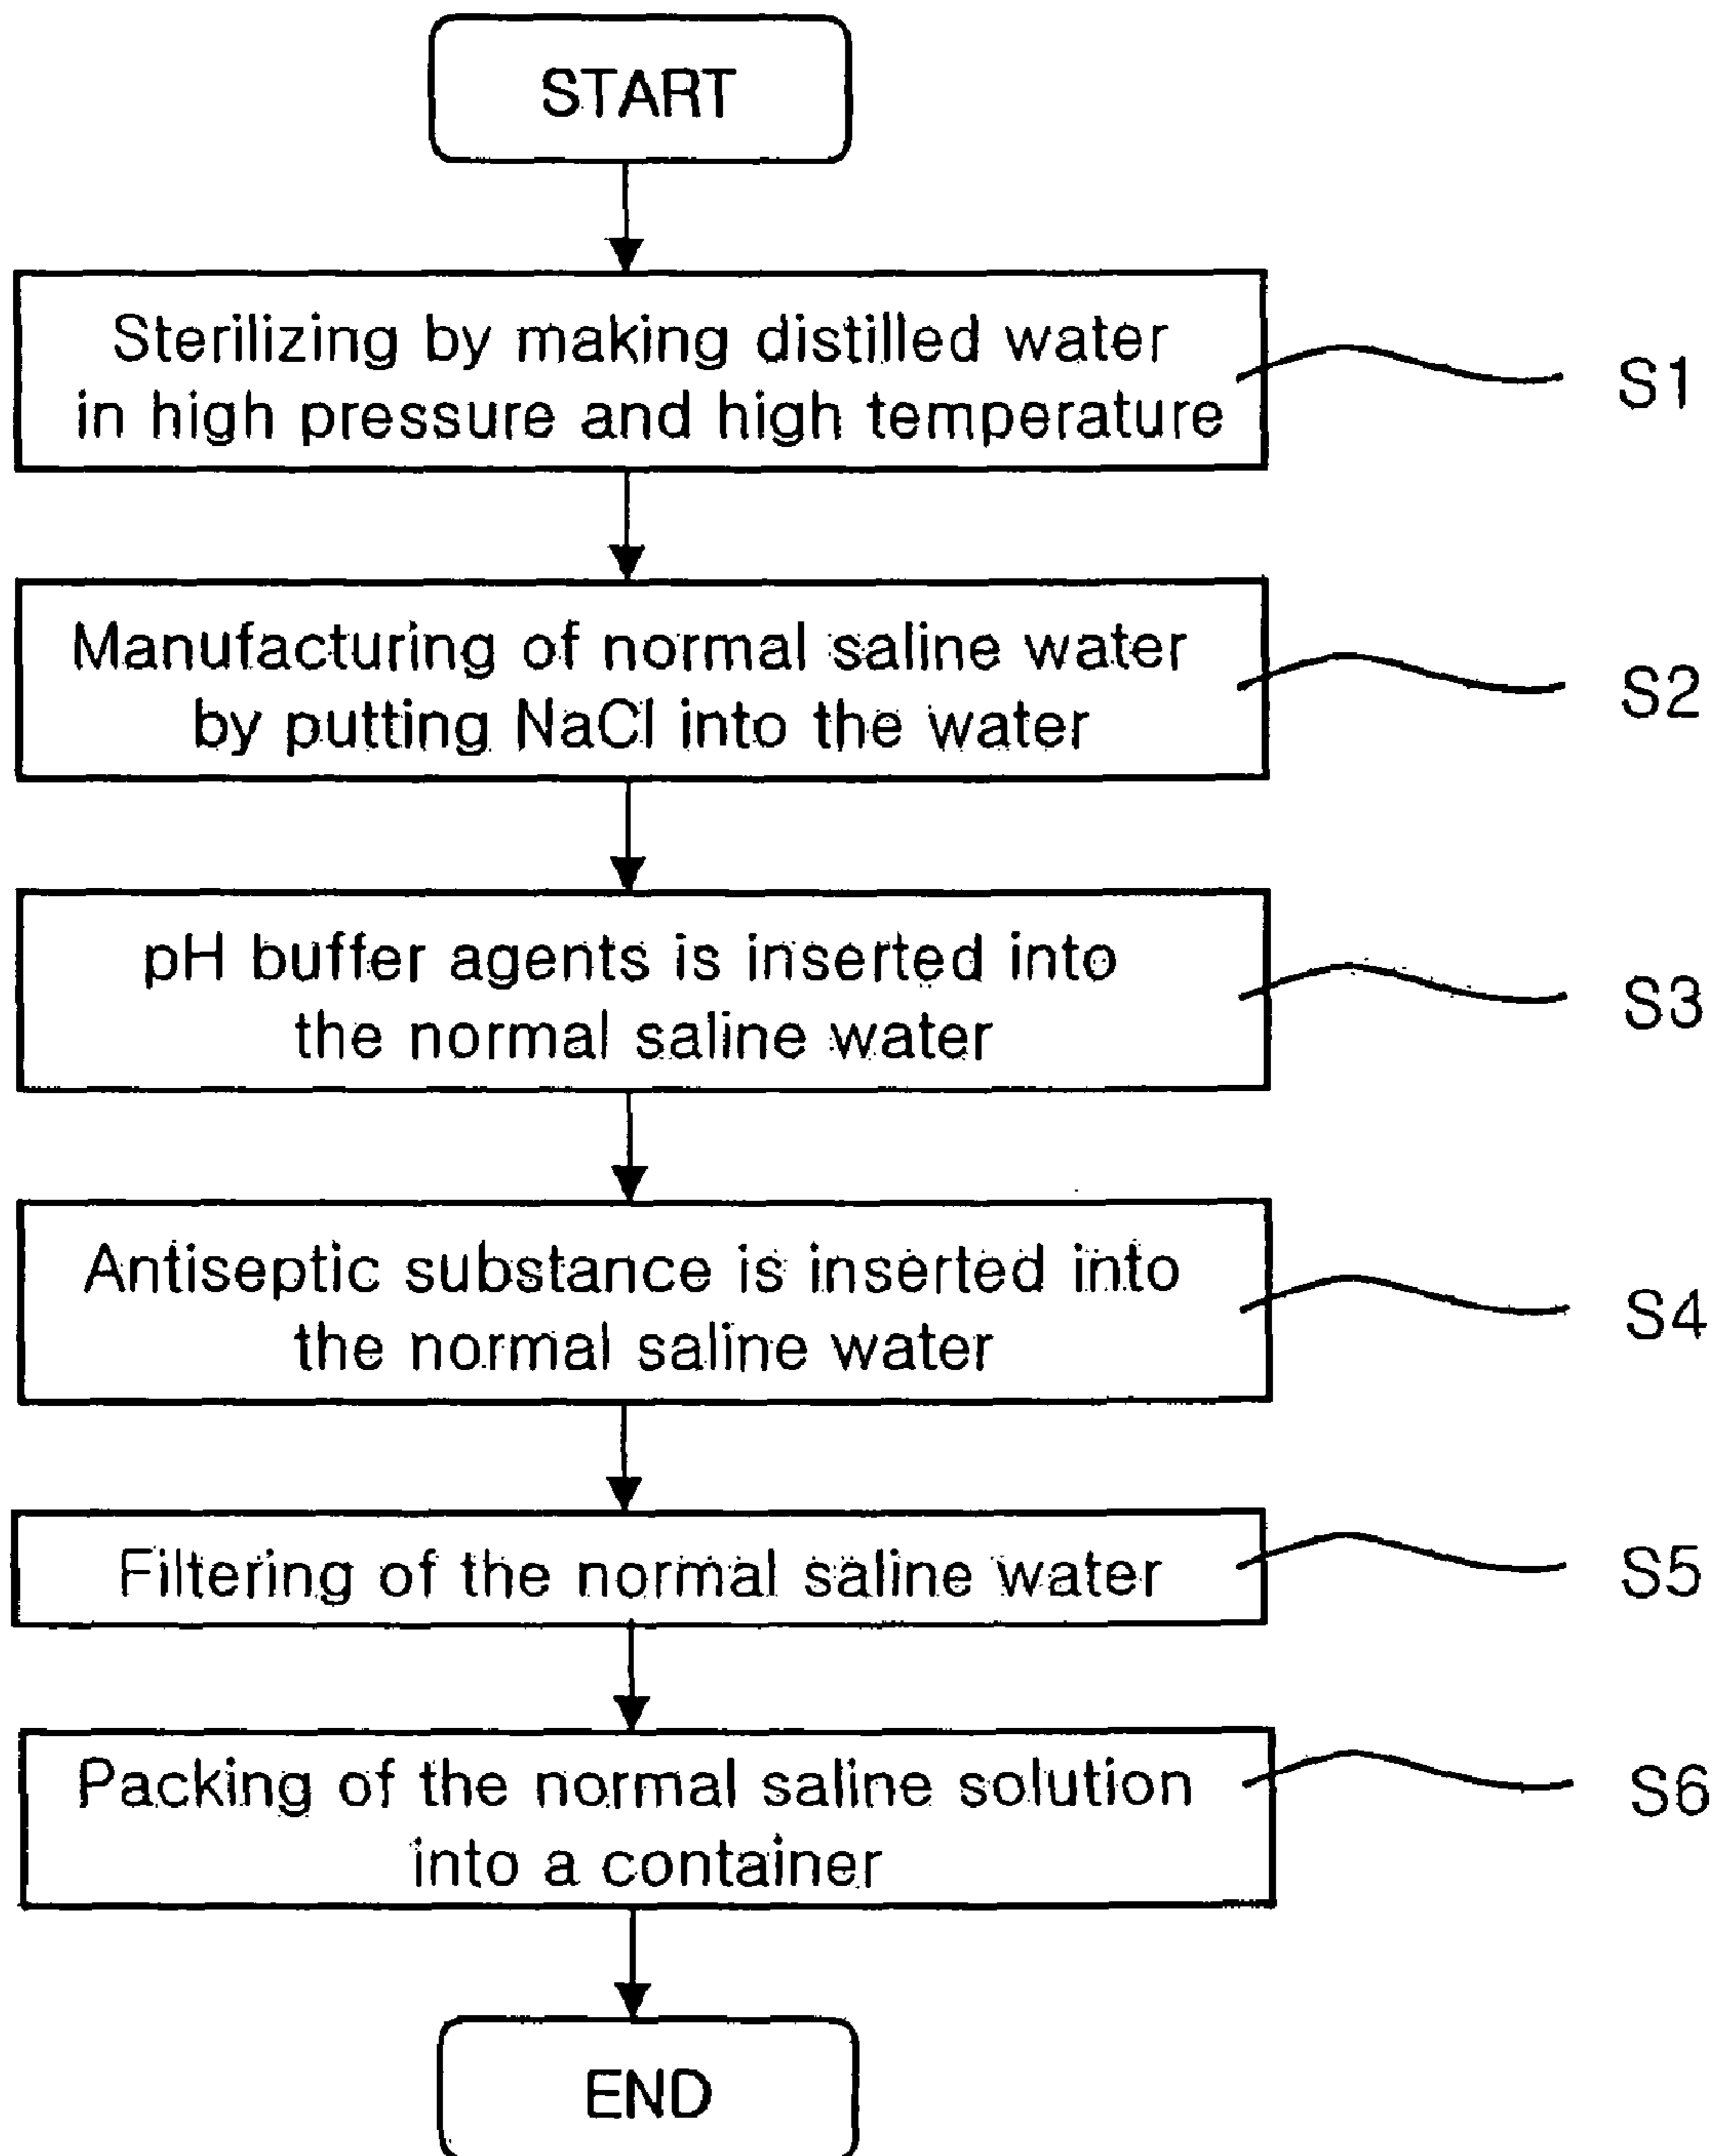 START
Sterilizing by making distilled water
in high pressure and high temperature
S1
Manufacturing of normal saline water
by putting NaCl into the water
S2
pH buffer agents is inserted into
the normal saline water
S3
Antiseptic substance is inserted into
the normal saline water
S4
Filtering of the normal saline water
S5
Packing of the normal saline solution
into a container
S6
END